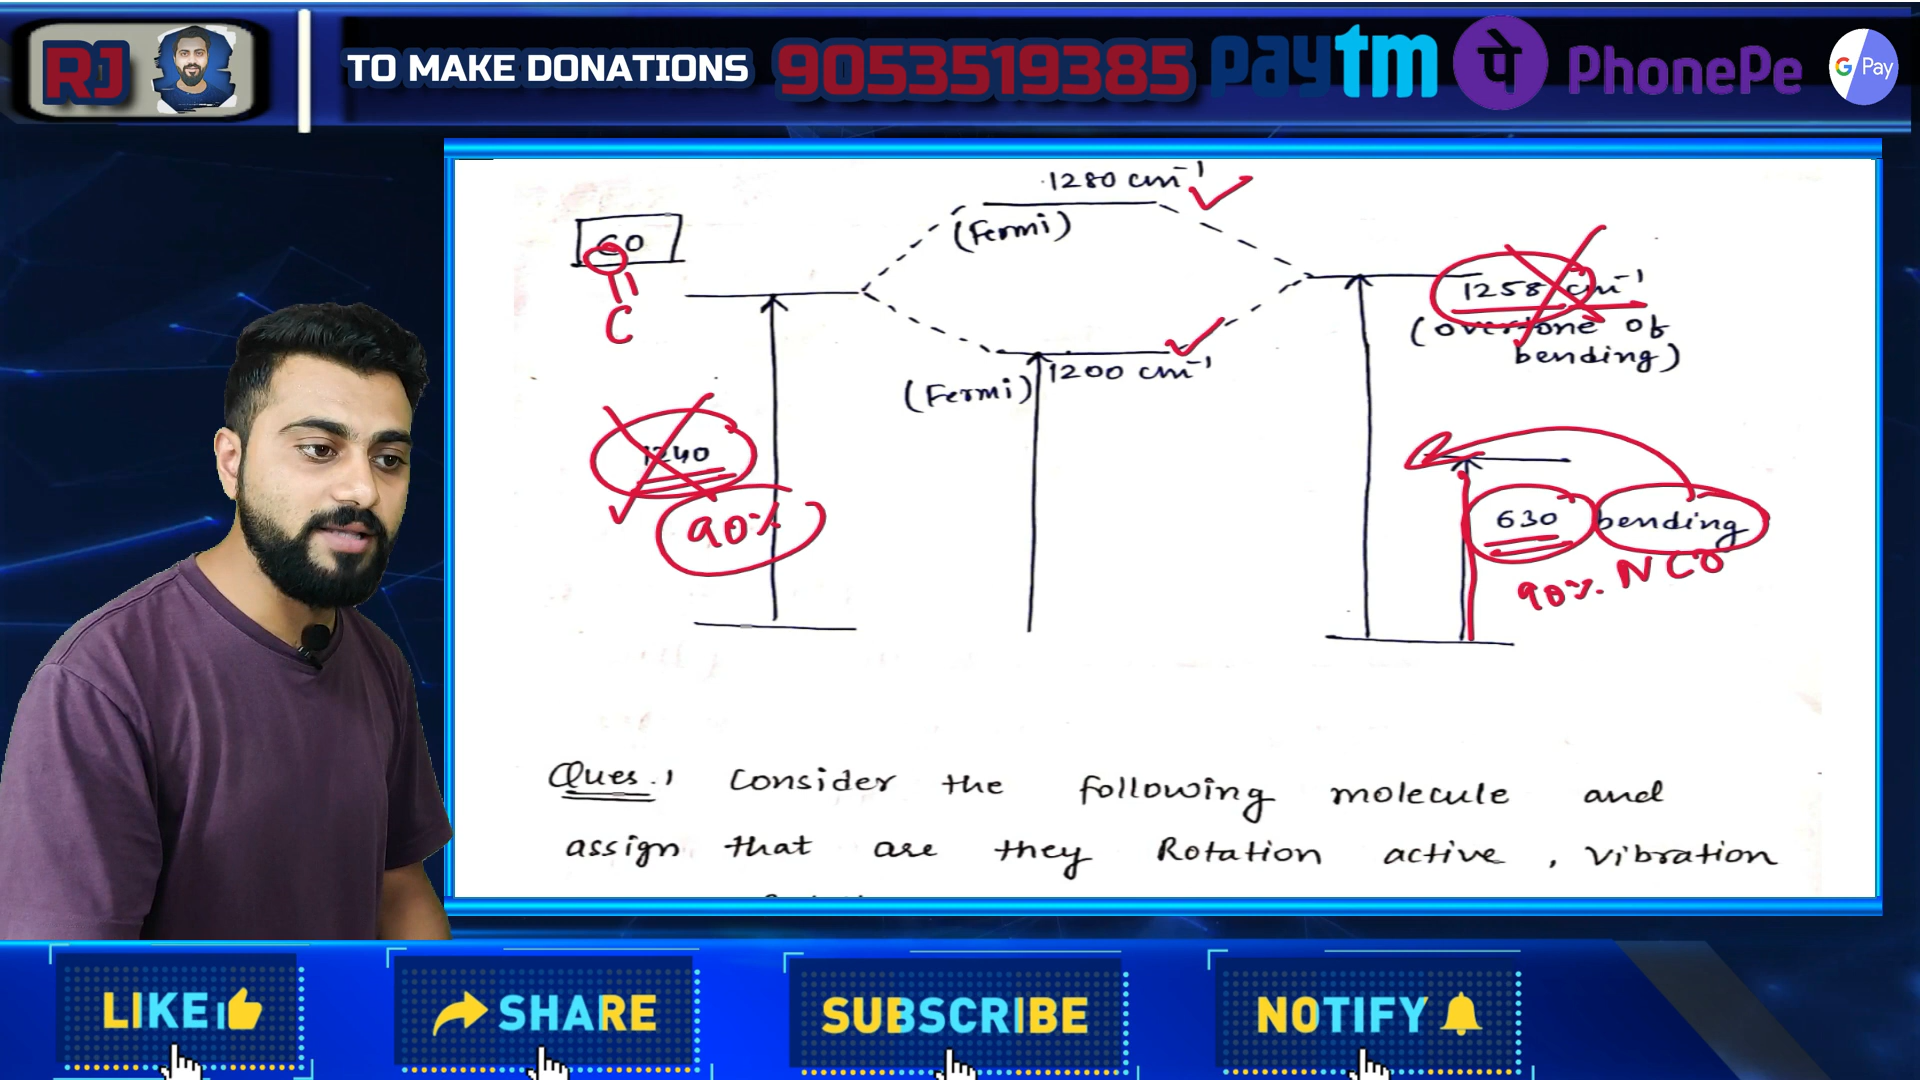 RJ
TO MAKE DONATIONS 9053519385 paytm पे PhonePe G Pay
1280 cm⁻¹
(Fermi)
CO
C
1258 cm⁻¹
(overtone of
bending)
1200 cm⁻¹
(Fermi)
1240
90%
630 bending
90% NCO
Ques.1 Consider the following molecule and
assign that are they Rotation active, Vibration
LIKE SHARE SUBSCRIBE NOTIFY